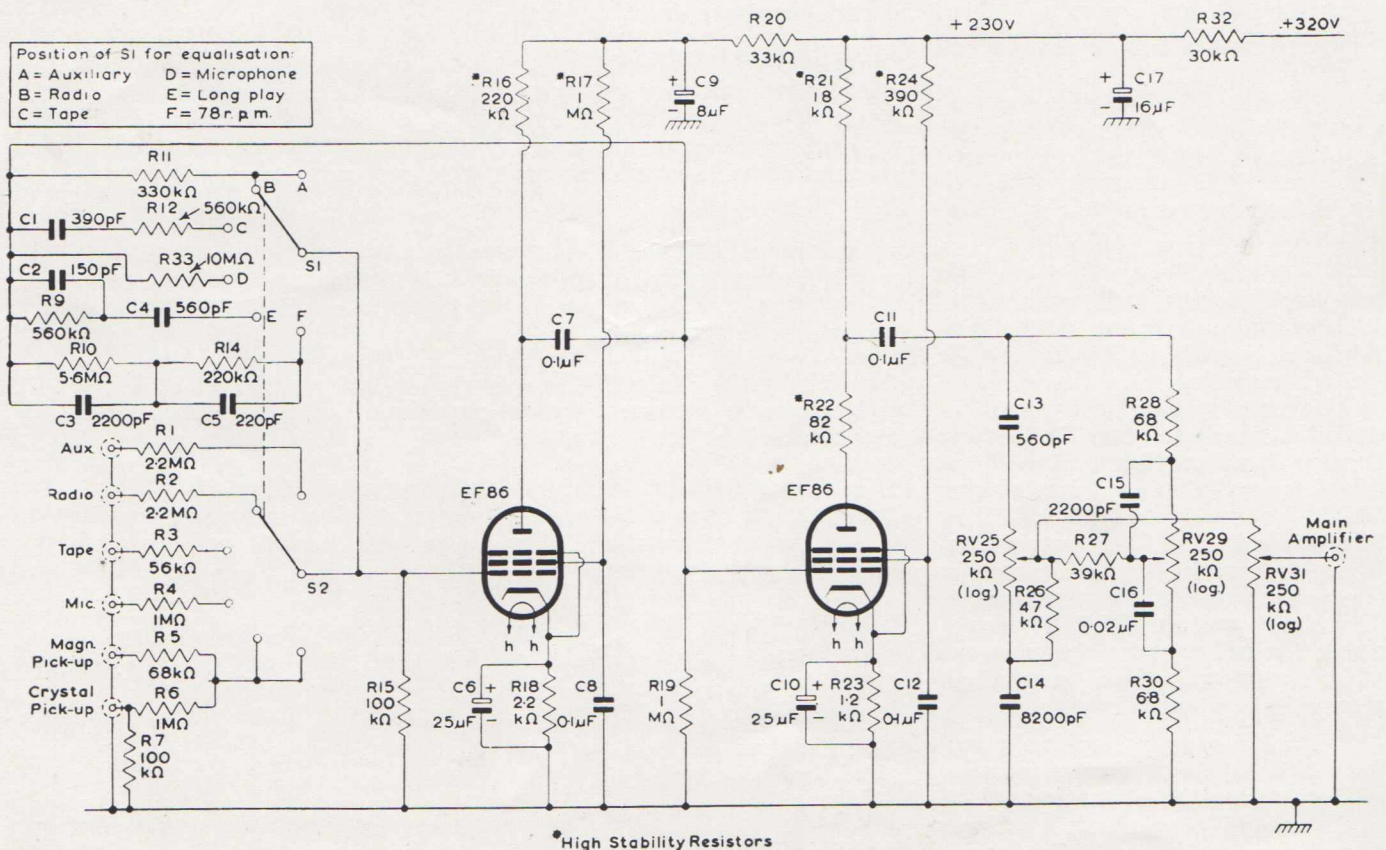 Position of S1 for equalisation:
A = Auxiliary D = Microphone
B = Radio E = Long play
C = Tape F = 78 r.p.m.
R 20
33kΩ
+ 230V
R32
30kΩ
+320V
*R16
220
kΩ
*R17
1
MΩ
+
C9
−
8μF
*R21
18
kΩ
*R24
390
kΩ
+
C17
−
16μF
R11
330kΩ
B
A
C1
390pF
R12
560kΩ
C
S1
R33
10MΩ
C2
150pF
D
R9
560kΩ
C4
560pF
E
F
R10
5·6MΩ
R14
220kΩ
C3
2200pF
C5
220pF
C7
0·1μF
C11
0·1μF
*R22
82
kΩ
C13
560pF
R28
68
kΩ
Aux.
R1
2·2MΩ
Radio
R2
2·2MΩ
Tape
R3
56kΩ
Mic.
R4
1MΩ
Magn.
Pick-up
R5
68kΩ
Crystal
Pick-up
R6
1MΩ
R7
100
kΩ
S2
EF86
h h
EF86
h h
C15
2200pF
RV25
250
kΩ
(log)
R27
39kΩ
RV29
250
kΩ
(log.)
Main
Amplifier
RV31
250
kΩ
(log)
R26
47
kΩ
C16
0·02μF
R15
100
kΩ
C6
+
25μF
−
R18
2·2
kΩ
C8
0·1μF
R19
1
MΩ
C10
+
25μF
−
R23
1·2
kΩ
C12
0·1μF
C14
8200pF
R30
6·8
kΩ
*High Stability Resistors